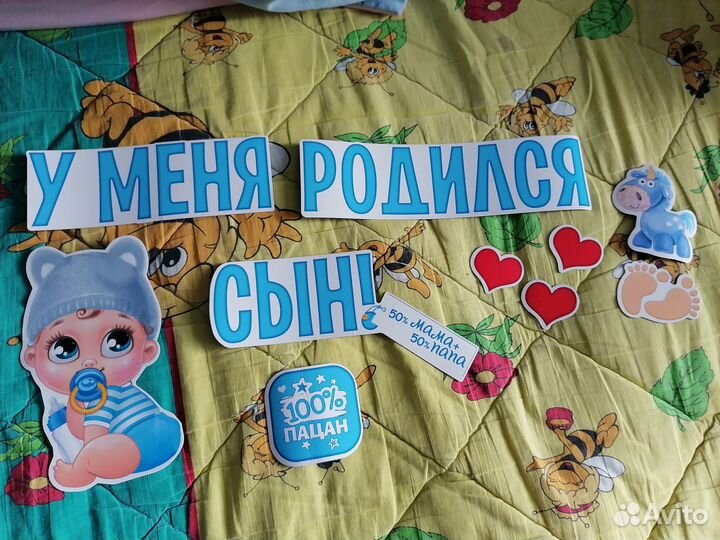 У МЕНЯ РОДИЛСЯ
СЫН!
50% МАМА+
50% ПАПА
100%
ПАЦАН
Avito